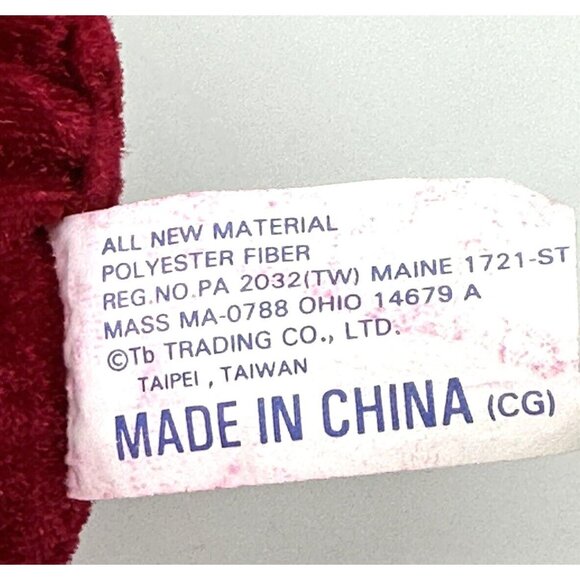 ALL NEW MATERIAL
POLYESTER FIBER
REG.NO.PA 2032(TW) MAINE 1721-ST
MASS MA-0788 OHIO 14679 A
©Tb TRADING CO., LTD.
TAIPEI , TAIWAN
MADE IN CHINA (CG)